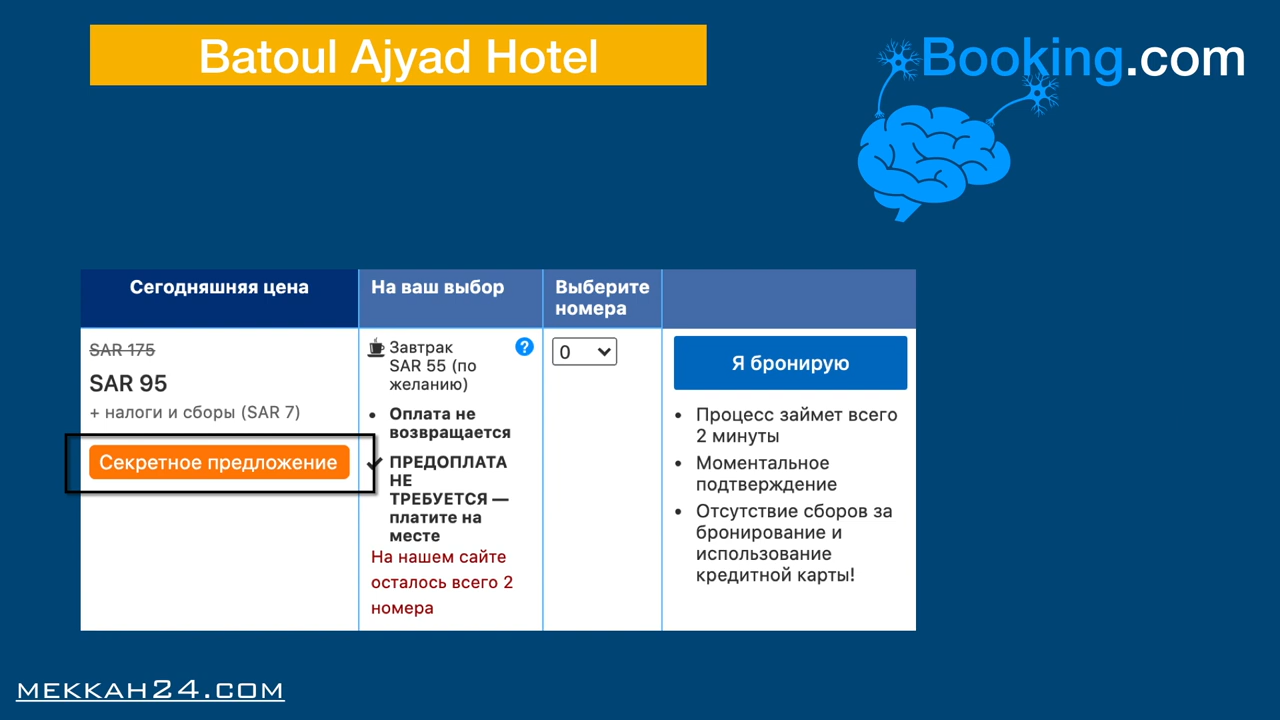 Batoul Ajyad Hotel
Booking.com
Сегодняшняя цена
На ваш выбор
Выберите
номера
SAR 175
SAR 95
+ налоги и сборы (SAR 7)
Секретное предложение
Завтрак
SAR 55 (по
желанию)
?
• Оплата не
возвращается
✓ ПРЕДОПЛАТА
НЕ
ТРЕБУЕТСЯ —
платите на
месте
На нашем сайте
осталось всего 2
номера
0
Я бронирую
• Процесс займет всего
2 минуты
• Моментальное
подтверждение
• Отсутствие сборов за
бронирование и
использование
кредитной карты!
MEKKAH24.COM